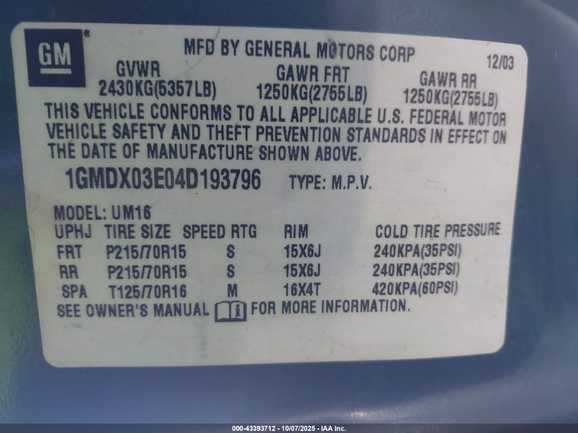 GM®
MFD BY GENERAL MOTORS CORP
12/03
GVWR GAWR FRT GAWR RR
2430KG(5357LB) 1250KG(2755LB) 1250KG(2755LB)
THIS VEHICLE CONFORMS TO ALL APPLICABLE U.S. FEDERAL MOTOR
VEHICLE SAFETY AND THEFT PREVENTION STANDARDS IN EFFECT ON
THE DATE OF MANUFACTURE SHOWN ABOVE.
1GMDX03E04D193796 TYPE: M.P.V.
MODEL: UM16
UPHJ TIRE SIZE SPEED RTG RIM COLD TIRE PRESSURE
FRT P215/70R15 S 15X6J 240KPA(35PSI)
RR P215/70R15 S 15X6J 240KPA(35PSI)
SPA T125/70R16 M 16X4T 420KPA(60PSI)
SEE OWNER'S MANUAL i FOR MORE INFORMATION.
000-43393712 - 10/07/2025 - IAA Inc.